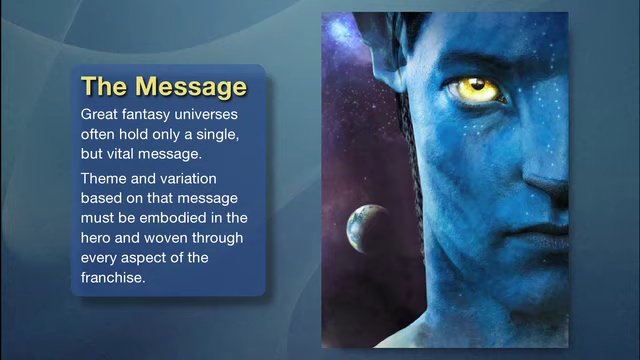 The Message
Great fantasy universes
often hold only a single,
but vital message.
Theme and variation
based on that message
must be embodied in the
hero and woven through
every aspect of the
franchise.